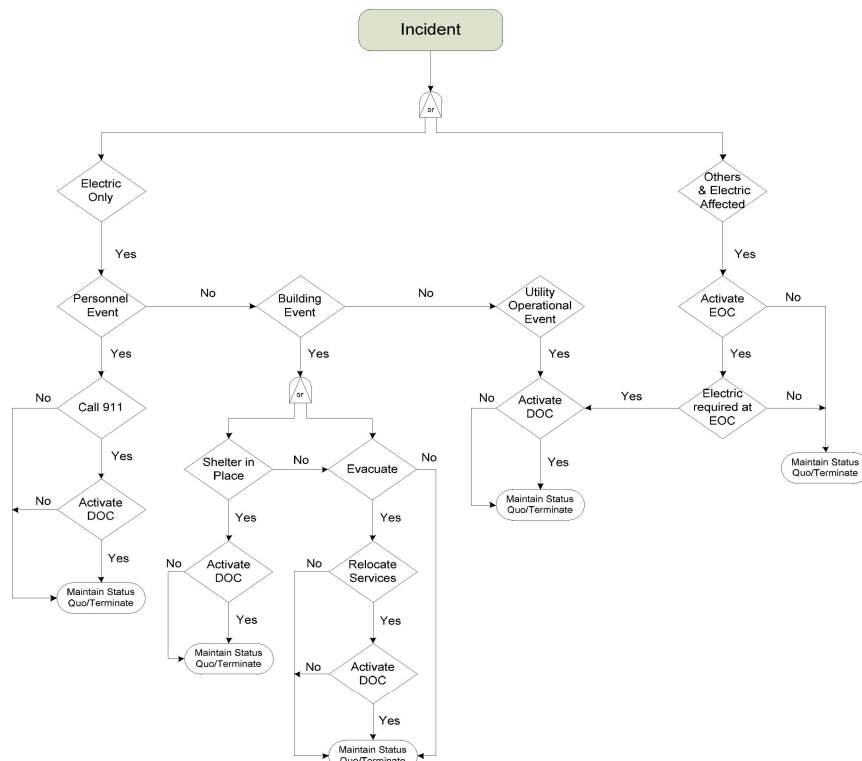 Incident
or
Electric
Only
Others
& Electric
Affected
Yes
Yes
Personnel
Event
No
Building
Event
No
Utility
Operational
Event
Activate
EOC
No
Yes
Yes
Yes
Yes
No
Call 911
or
No
Activate
DOC
Yes
Electric
required at
EOC
No
Yes
Shelter in
Place
No
Evacuate
No
Yes
Maintain Status
Quo/Terminate
No
Activate
DOC
Yes
Yes
Maintain Status
Quo/Terminate
Yes
No
Activate
DOC
No
Relocate
Services
Maintain Status
Quo/Terminate
Yes
Yes
Maintain Status
Quo/Terminate
No
Activate
DOC
Yes
Maintain Status
Quo/Terminate